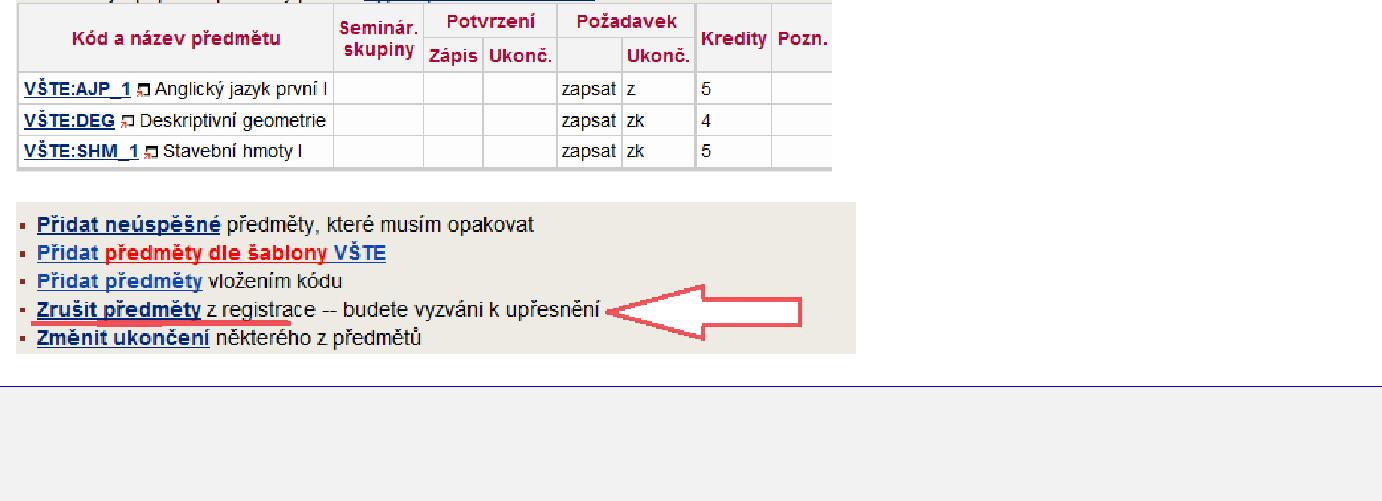 Kód a název předmětu Seminár. skupiny Potvrzení Požadavek Kredity Pozn.
Zápis Ukonč. Ukonč.
VŠTE:AJP_1 Anglický jazyk první I zapsat z 5
VŠTE:DEG Deskriptivní geometrie zapsat zk 4
VŠTE:SHM_1 Stavební hmoty I zapsat zk 5
Přidat neúspěšné předměty, které musím opakovat
Přidat předměty dle šablony VŠTE
Přidat předměty vložením kódu
Zrušit předměty z registrace -- budete vyzváni k upřesnění
Změnit ukončení některého z předmětů